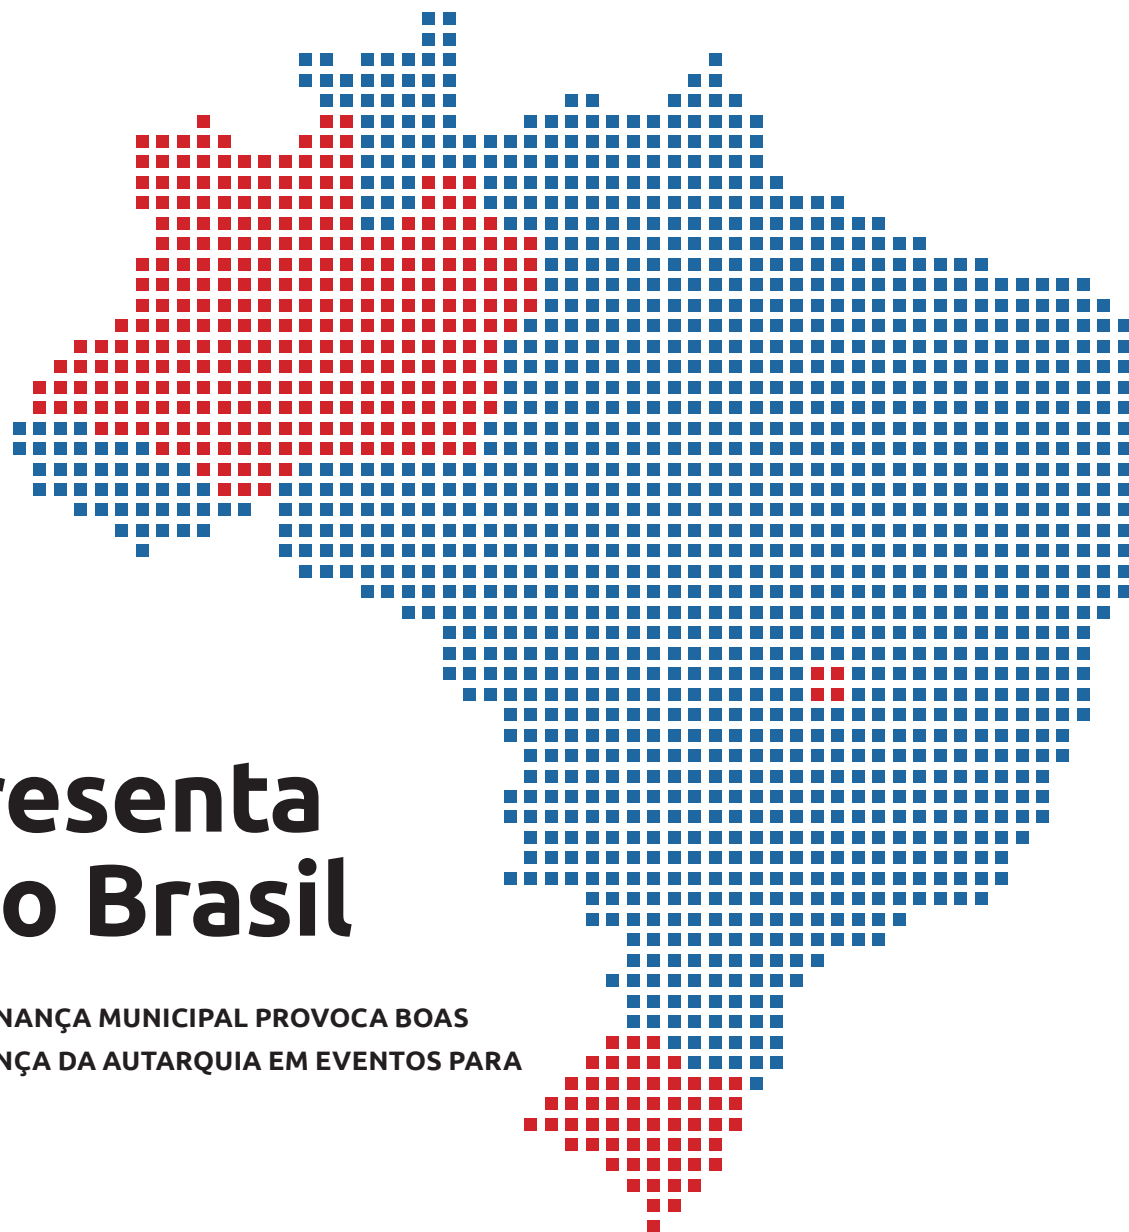 resenta
o Brasil
NANÇA MUNICIPAL PROVOCA BOAS
NÇA DA AUTARQUIA EM EVENTOS PARA